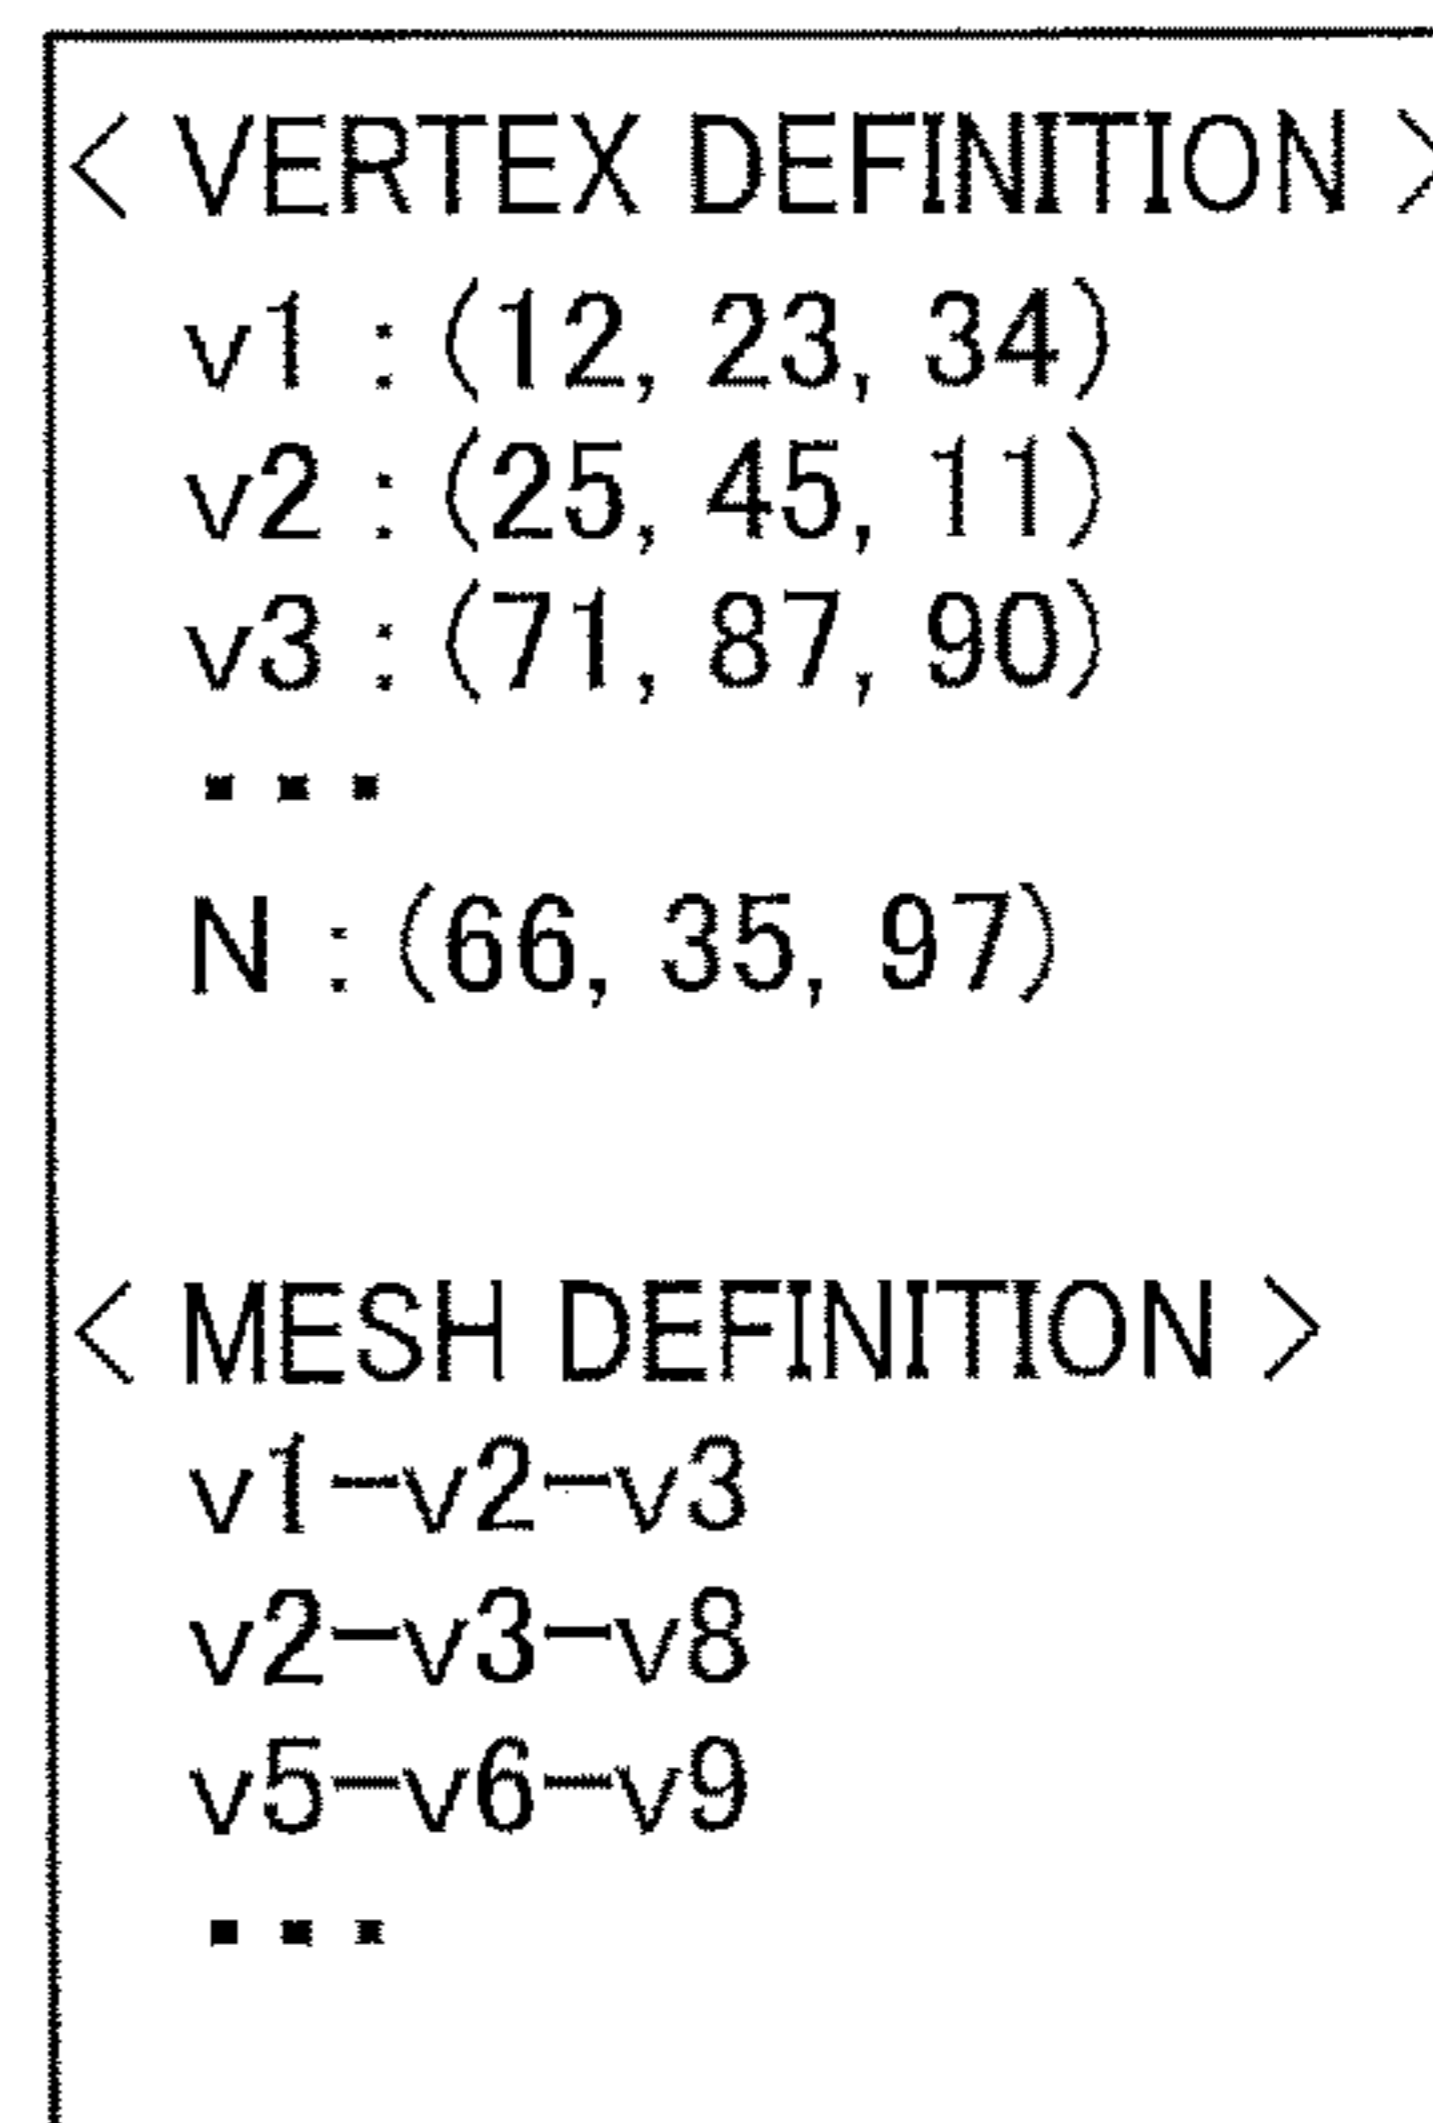 < VERTEX DEFINITION >
v1 : (12, 23, 34)
v2 : (25, 45, 11)
v3 : (71, 87, 90)
▪ ▪ ▪
N : (66, 35, 97)
< MESH DEFINITION >
v1-v2-v3
v2-v3-v8
v5-v6-v9
▪ ▪ ▪